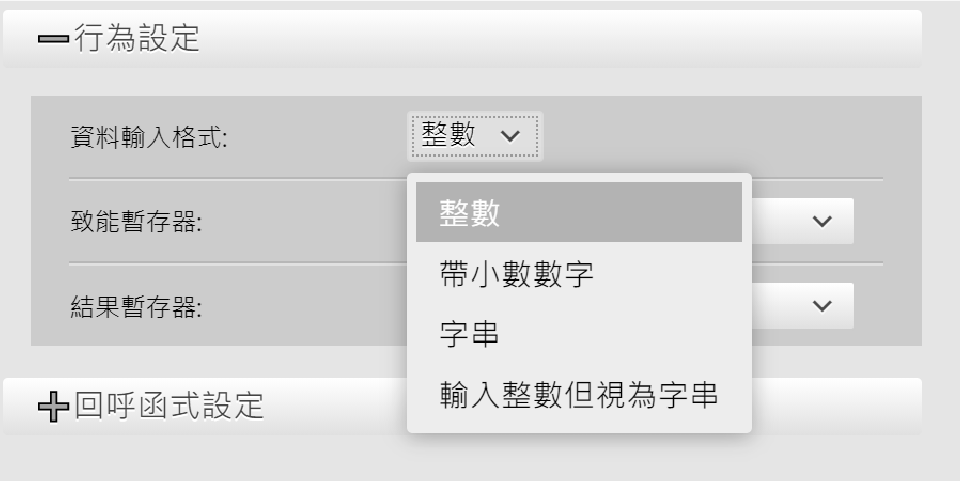 行為設定
資料輸入格式:
整數
整數
帶小數數字
字串
輸入整數但視為字串
致能暫存器:
結果暫存器:
回呼函式設定